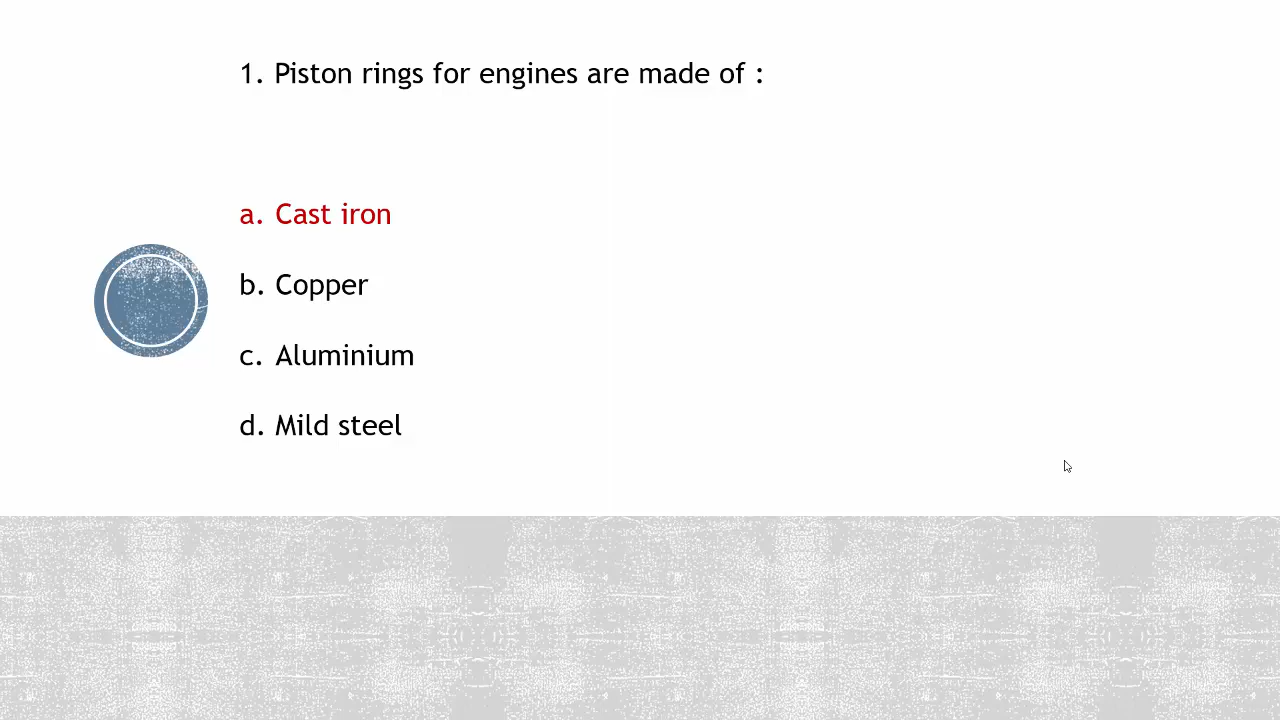 1. Piston rings for engines are made of :
a. Cast iron
b. Copper
c. Aluminium
d. Mild steel